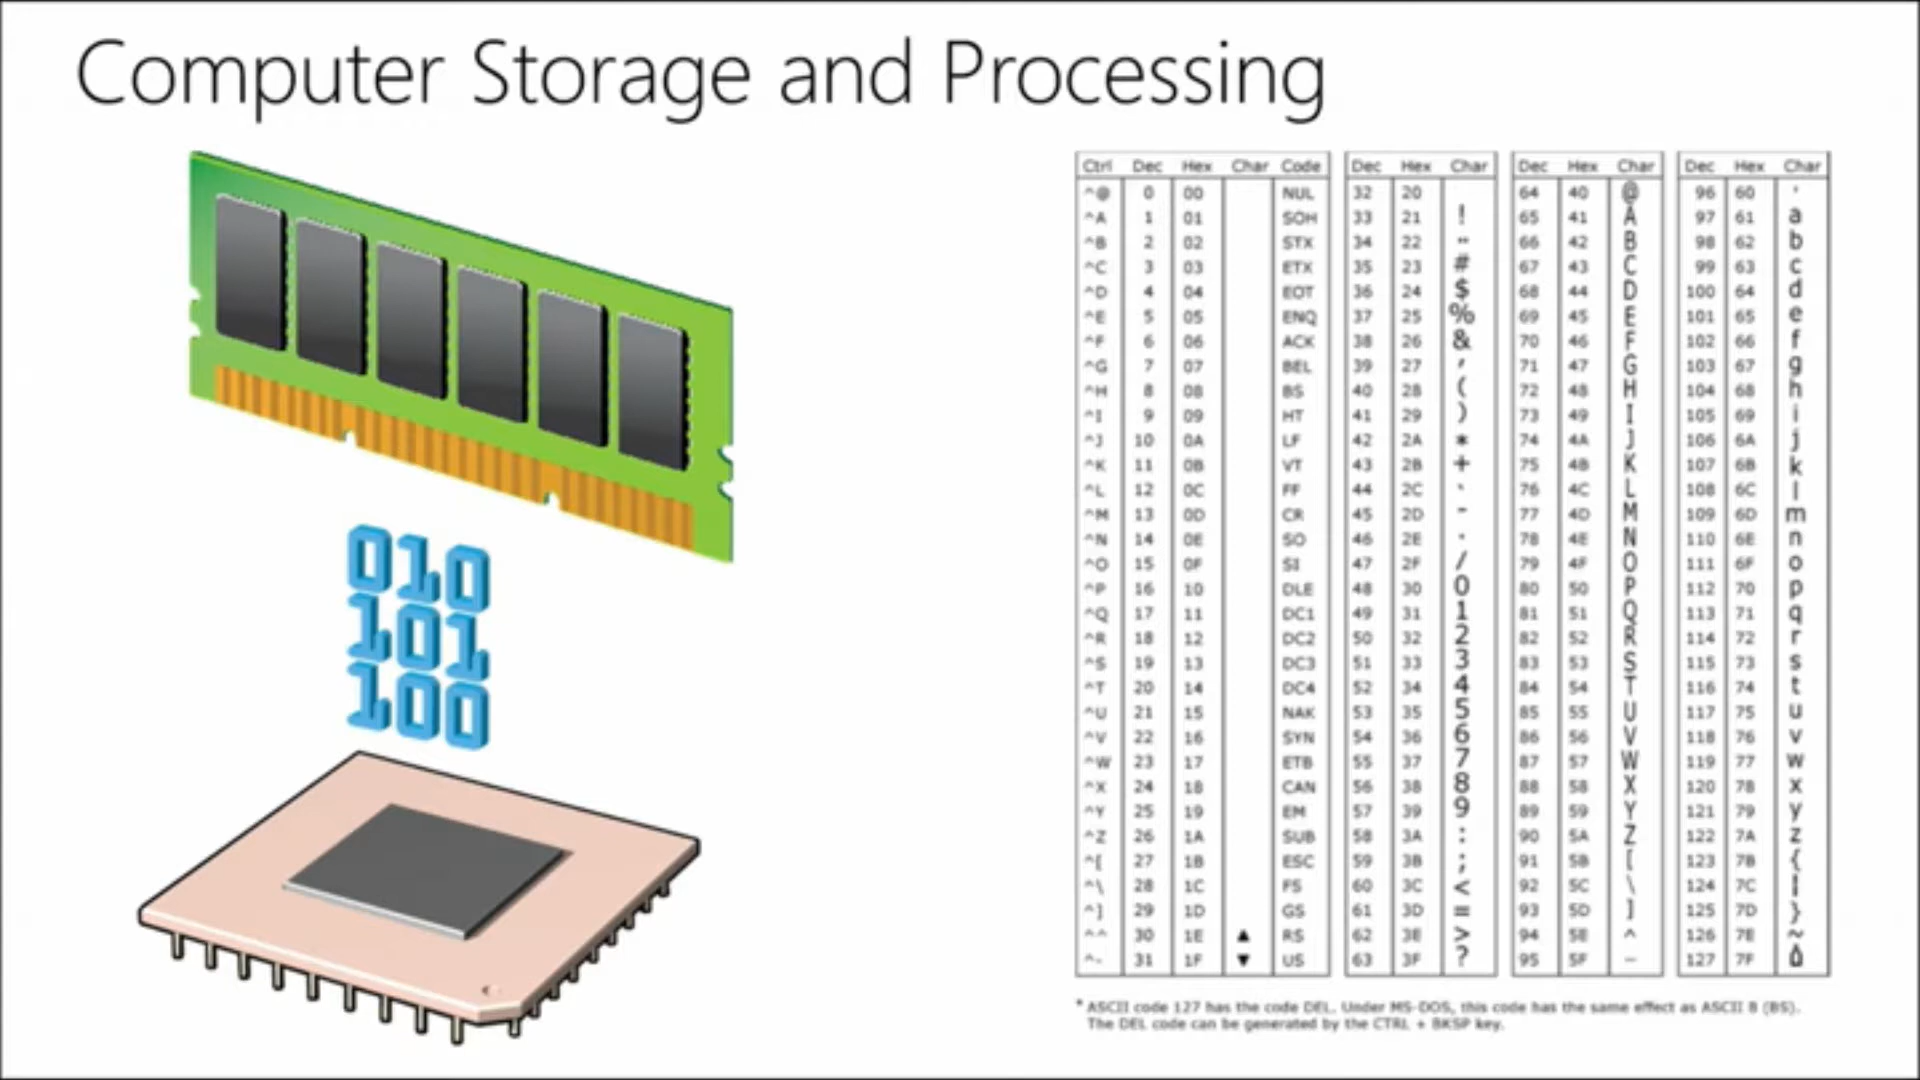 Computer Storage and Processing
010
101
100
Ctrl Dec Hex Char Code Dec Hex Char Dec Hex Char Dec Hex Char
^@ 0 00 NUL 32 20 64 40 @ 96 60 `
^A 1 01 SOH 33 21 ! 65 41 A 97 61 a
^B 2 02 STX 34 22 " 66 42 B 98 62 b
^C 3 03 ETX 35 23 # 67 43 C 99 63 c
^D 4 04 EOT 36 24 $ 68 44 D 100 64 d
^E 5 05 ENQ 37 25 % 69 45 E 101 65 e
^F 6 06 ACK 38 26 & 70 46 F 102 66 f
^G 7 07 BEL 39 27 ' 71 47 G 103 67 g
^H 8 08 BS 40 28 ( 72 48 H 104 68 h
^I 9 09 HT 41 29 ) 73 49 I 105 69 i
^J 10 0A LF 42 2A * 74 4A J 106 6A j
^K 11 0B VT 43 2B + 75 4B K 107 6B k
^L 12 0C FF 44 2C , 76 4C L 108 6C l
^M 13 0D CR 45 2D - 77 4D M 109 6D m
^N 14 0E SO 46 2E . 78 4E N 110 6E n
^O 15 0F SI 47 2F / 79 4F O 111 6F o
^P 16 10 DLE 48 30 0 80 50 P 112 70 p
^Q 17 11 DC1 49 31 1 81 51 Q 113 71 q
^R 18 12 DC2 50 32 2 82 52 R 114 72 r
^S 19 13 DC3 51 33 3 83 53 S 115 73 s
^T 20 14 DC4 52 34 4 84 54 T 116 74 t
^U 21 15 NAK 53 35 5 85 55 U 117 75 u
^V 22 16 SYN 54 36 6 86 56 V 118 76 v
^W 23 17 ETB 55 37 7 87 57 W 119 77 w
^X 24 18 CAN 56 38 8 88 58 X 120 78 x
^Y 25 19 EM 57 39 9 89 59 Y 121 79 y
^Z 26 1A SUB 58 3A : 90 5A Z 122 7A z
^[ 27 1B ESC 59 3B ; 91 5B [ 123 7B {
^\ 28 1C FS 60 3C < 92 5C \ 124 7C |
^] 29 1D GS 61 3D = 93 5D ] 125 7D }
^^ 30 1E ▲ RS 62 3E > 94 5E ^ 126 7E ~
^- 31 1F ▼ US 63 3F ? 95 5F _ 127 7F ⌂
* ASCII code 127 has the code DEL. Under MS-DOS, this code has the same effect as ASCII 8 (BS).
The DEL code can be generated by the CTRL + BKSP key.